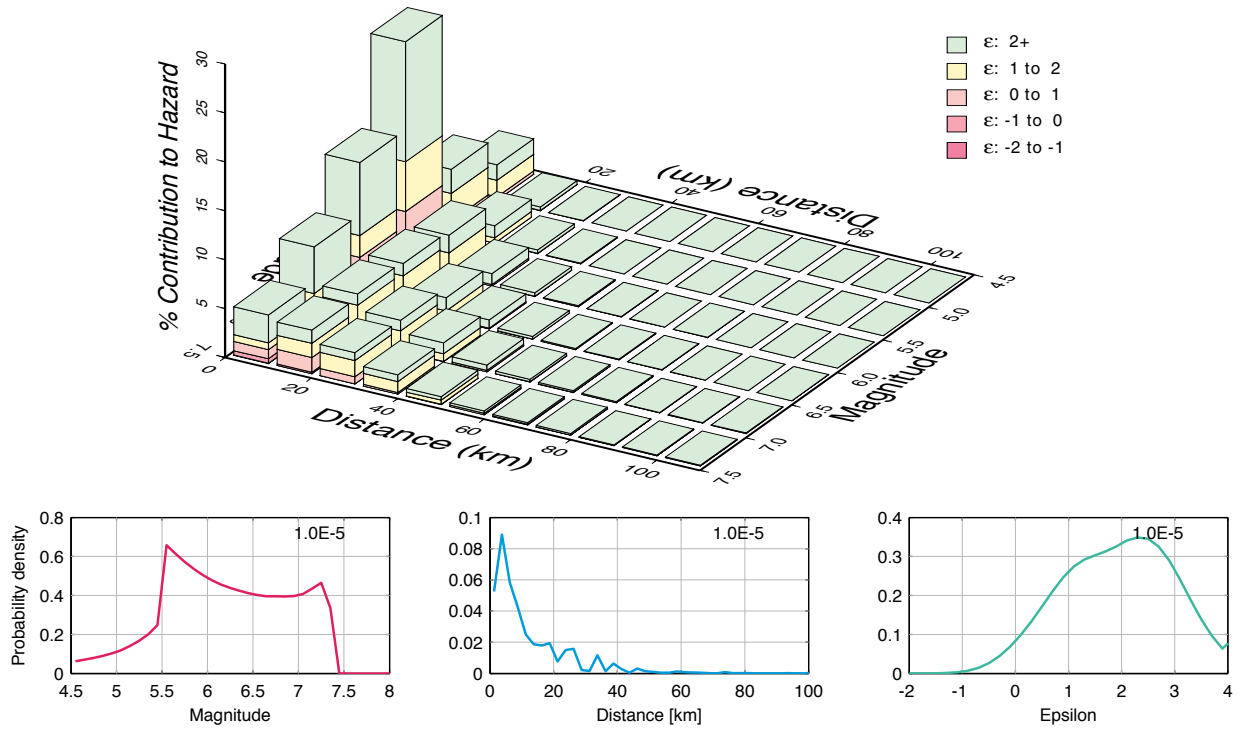 ε: 2+
ε: 1 to 2
ε: 0 to 1
ε: -1 to 0
ε: -2 to -1
% Contribution to Hazard
30
25
20
15
10
5
7.5
0
20
40
60
80
100
Distance (km)
20
40
60
80
100
Distance (km)
4.5
5.0
5.5
6.0
6.5
7.0
7.5
Magnitude
Probability density
0.8
0.6
0.4
0.2
0
1.0E-5
4.5 5 5.5 6 6.5 7 7.5 8
Magnitude
0.1
0.08
0.06
0.04
0.02
0
1.0E-5
0 20 40 60 80 100
Distance [km]
0.4
0.3
0.2
0.1
0
1.0E-5
-2 -1 0 1 2 3 4
Epsilon